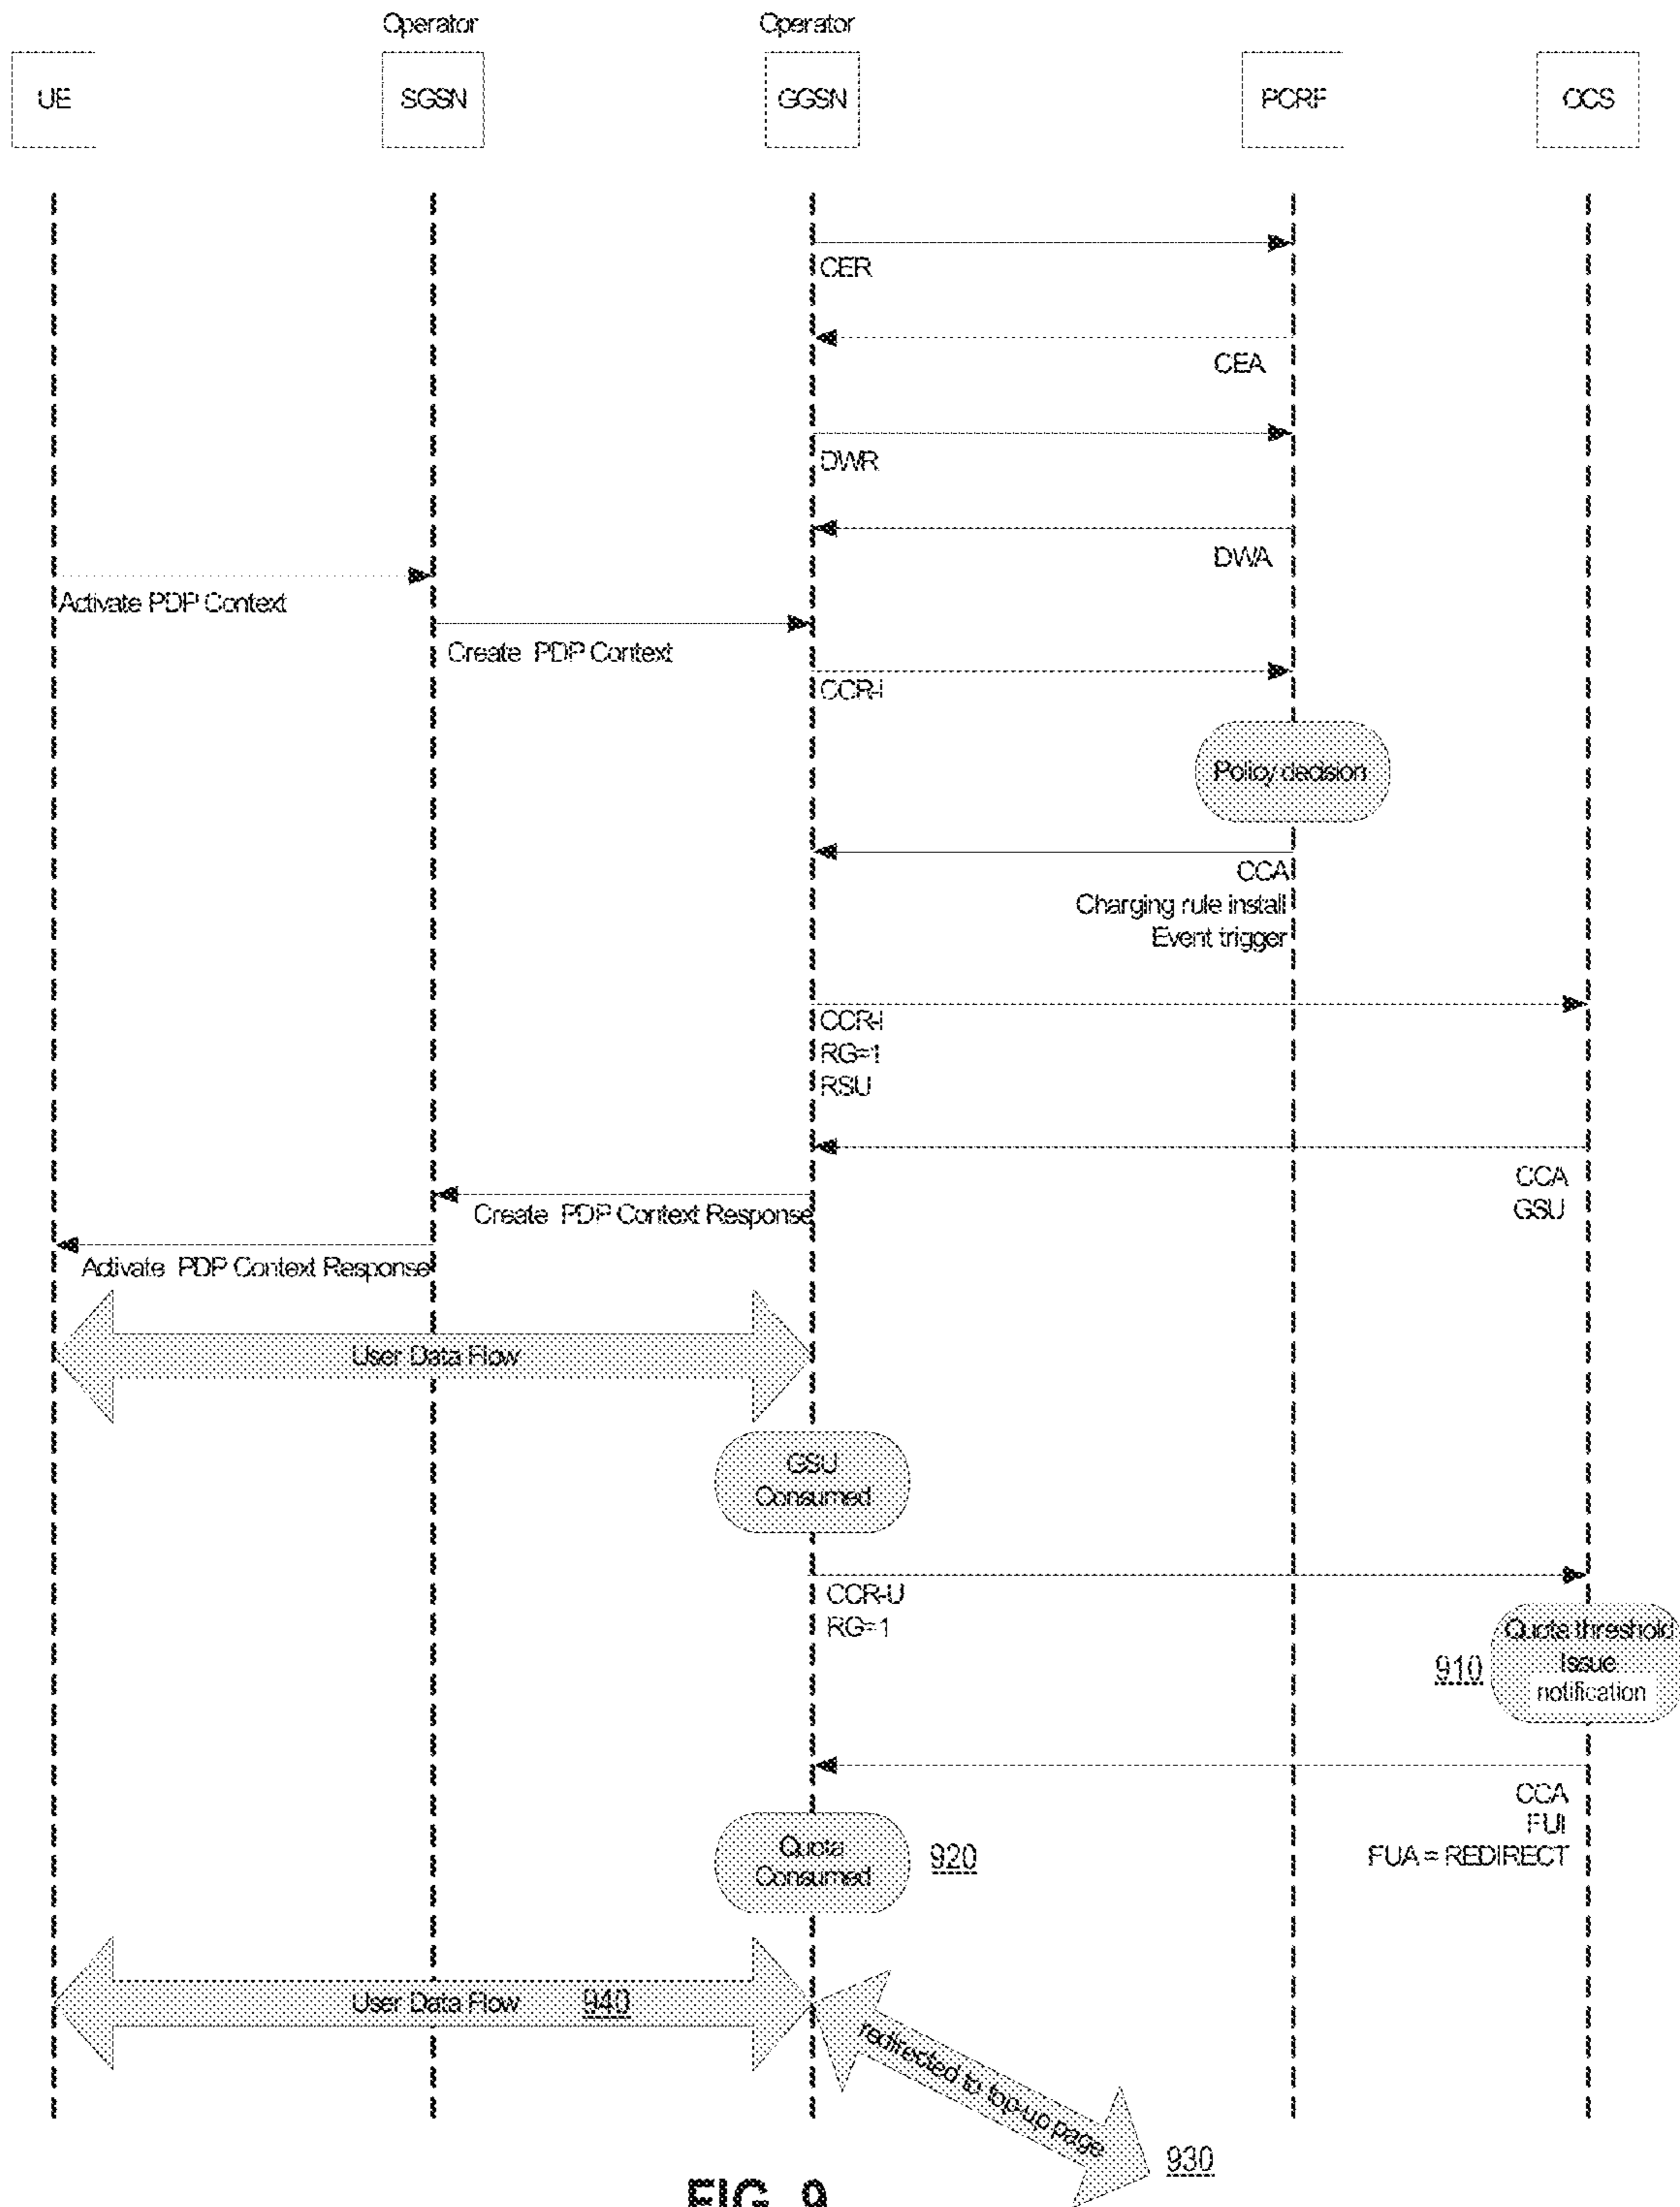 Operator
Operator
UE
SGSN
GGSN
PCRF
OCS
CER
CEA
DWR
DWA
Activate PDP Context
Create PDP Context
CCR-I
Policy decision
CCA
Charging rule install
Event trigger
CCR-I
RG=1
RSU
CCA
GSU
Create PDP Context Response
Activate PDP Context Response
User Data Flow
GSU
Consumed
CCR-U
RG=1
Quota threshold
Issue
notification
910
CCA
FUI
FUA = REDIRECT
Quota
Consumed
920
User Data Flow 940
redirected to top-up page
930
FIG. 9